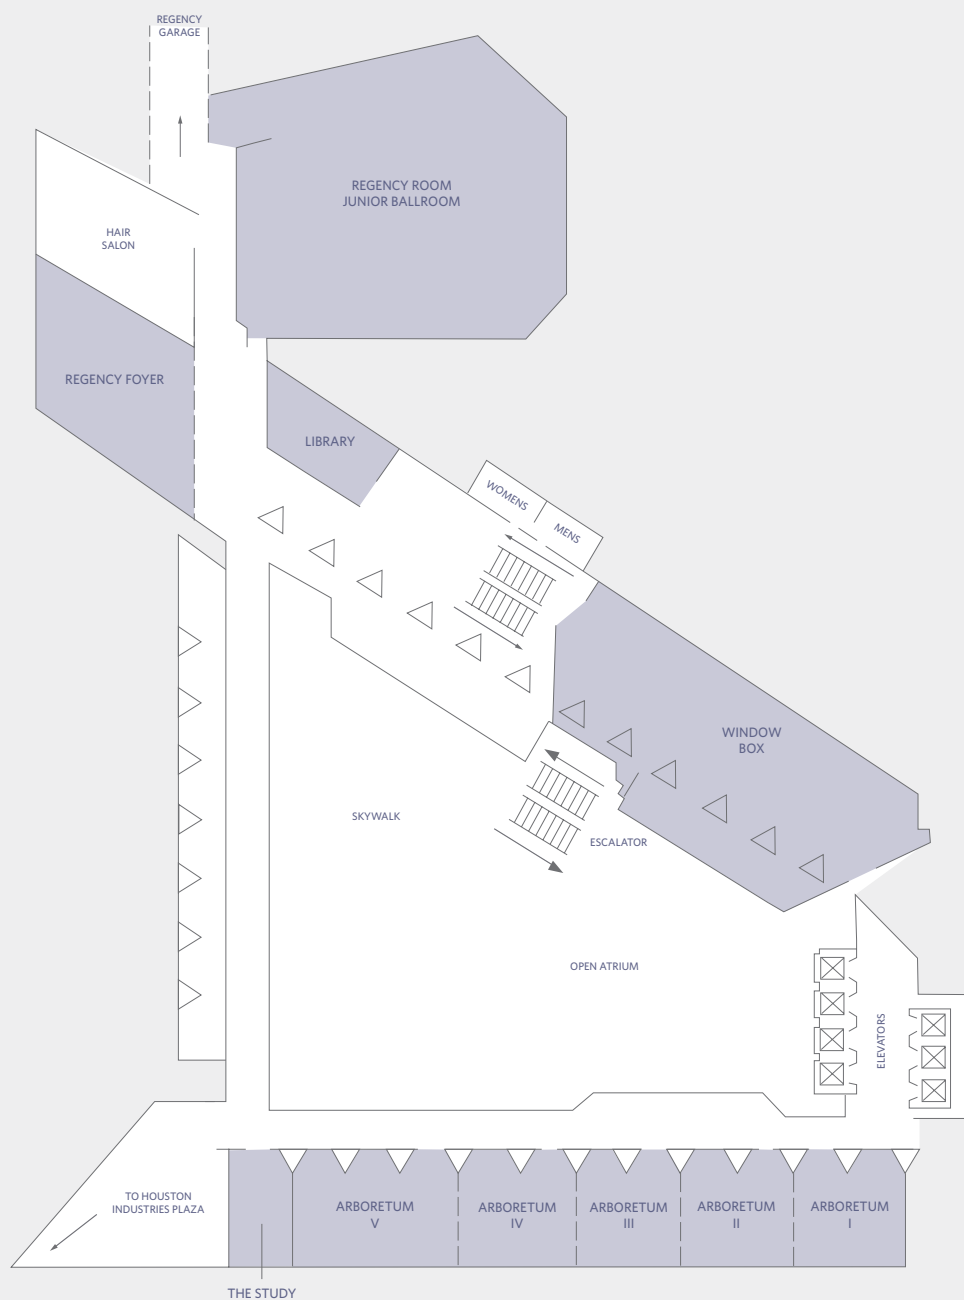 REGENCY
GARAGE
REGENCY ROOM
JUNIOR BALLROOM
HAIR
SALON
REGENCY FOYER
LIBRARY
WOMENS
MENS
WINDOW
BOX
SKYWALK
ESCALATOR
OPEN ATRIUM
ELEVATORS
TO HOUSTON
INDUSTRIES PLAZA
ARBORETUM
V
ARBORETUM
IV
ARBORETUM
III
ARBORETUM
II
ARBORETUM
I
THE STUDY